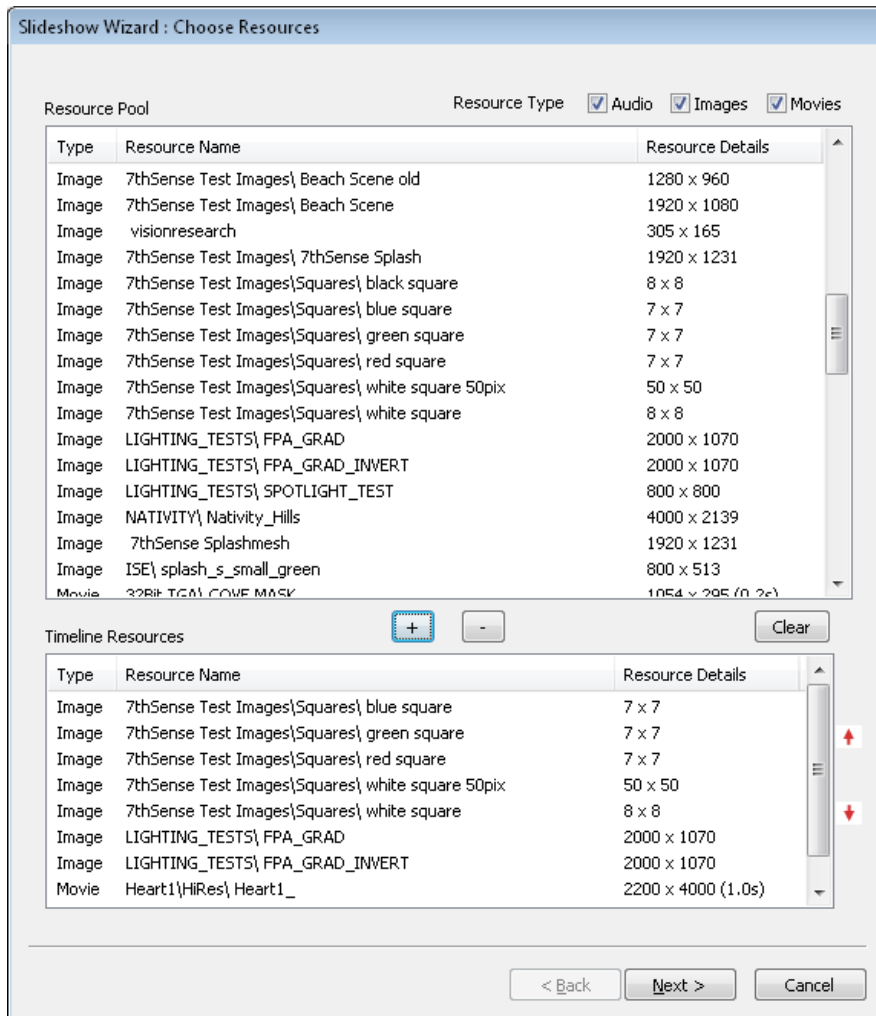 Slideshow Wizard : Choose Resources
Resource Pool Resource Type Audio Images Movies
Type Resource Name Resource Details
Image 7thSense Test Images\ Beach Scene old 1280 x 960
Image 7thSense Test Images\ Beach Scene 1920 x 1080
Image visionresearch 305 x 165
Image 7thSense Test Images\ 7thSense Splash 1920 x 1231
Image 7thSense Test Images\Squares\ black square 8 x 8
Image 7thSense Test Images\Squares\ blue square 7 x 7
Image 7thSense Test Images\Squares\ green square 7 x 7
Image 7thSense Test Images\Squares\ red square 7 x 7
Image 7thSense Test Images\Squares\ white square 50pix 50 x 50
Image 7thSense Test Images\Squares\ white square 8 x 8
Image LIGHTING_TESTS\ FPA_GRAD 2000 x 1070
Image LIGHTING_TESTS\ FPA_GRAD_INVERT 2000 x 1070
Image LIGHTING_TESTS\ SPOTLIGHT_TEST 800 x 800
Image NATIVITY\ Nativity_Hills 4000 x 2139
Image 7thSense Splashmesh 1920 x 1231
Image ISE\ splash_s_small_green 800 x 513
Movie 32Bit TGA\ COVE MASK 1054 x 295 (0.2s)
Timeline Resources + - Clear
Type Resource Name Resource Details
Image 7thSense Test Images\Squares\ blue square 7 x 7
Image 7thSense Test Images\Squares\ green square 7 x 7
Image 7thSense Test Images\Squares\ red square 7 x 7
Image 7thSense Test Images\Squares\ white square 50pix 50 x 50
Image 7thSense Test Images\Squares\ white square 8 x 8
Image LIGHTING_TESTS\ FPA_GRAD 2000 x 1070
Image LIGHTING_TESTS\ FPA_GRAD_INVERT 2000 x 1070
Movie Heart1\HiRes\ Heart1_ 2200 x 4000 (1.0s)
< Back Next > Cancel